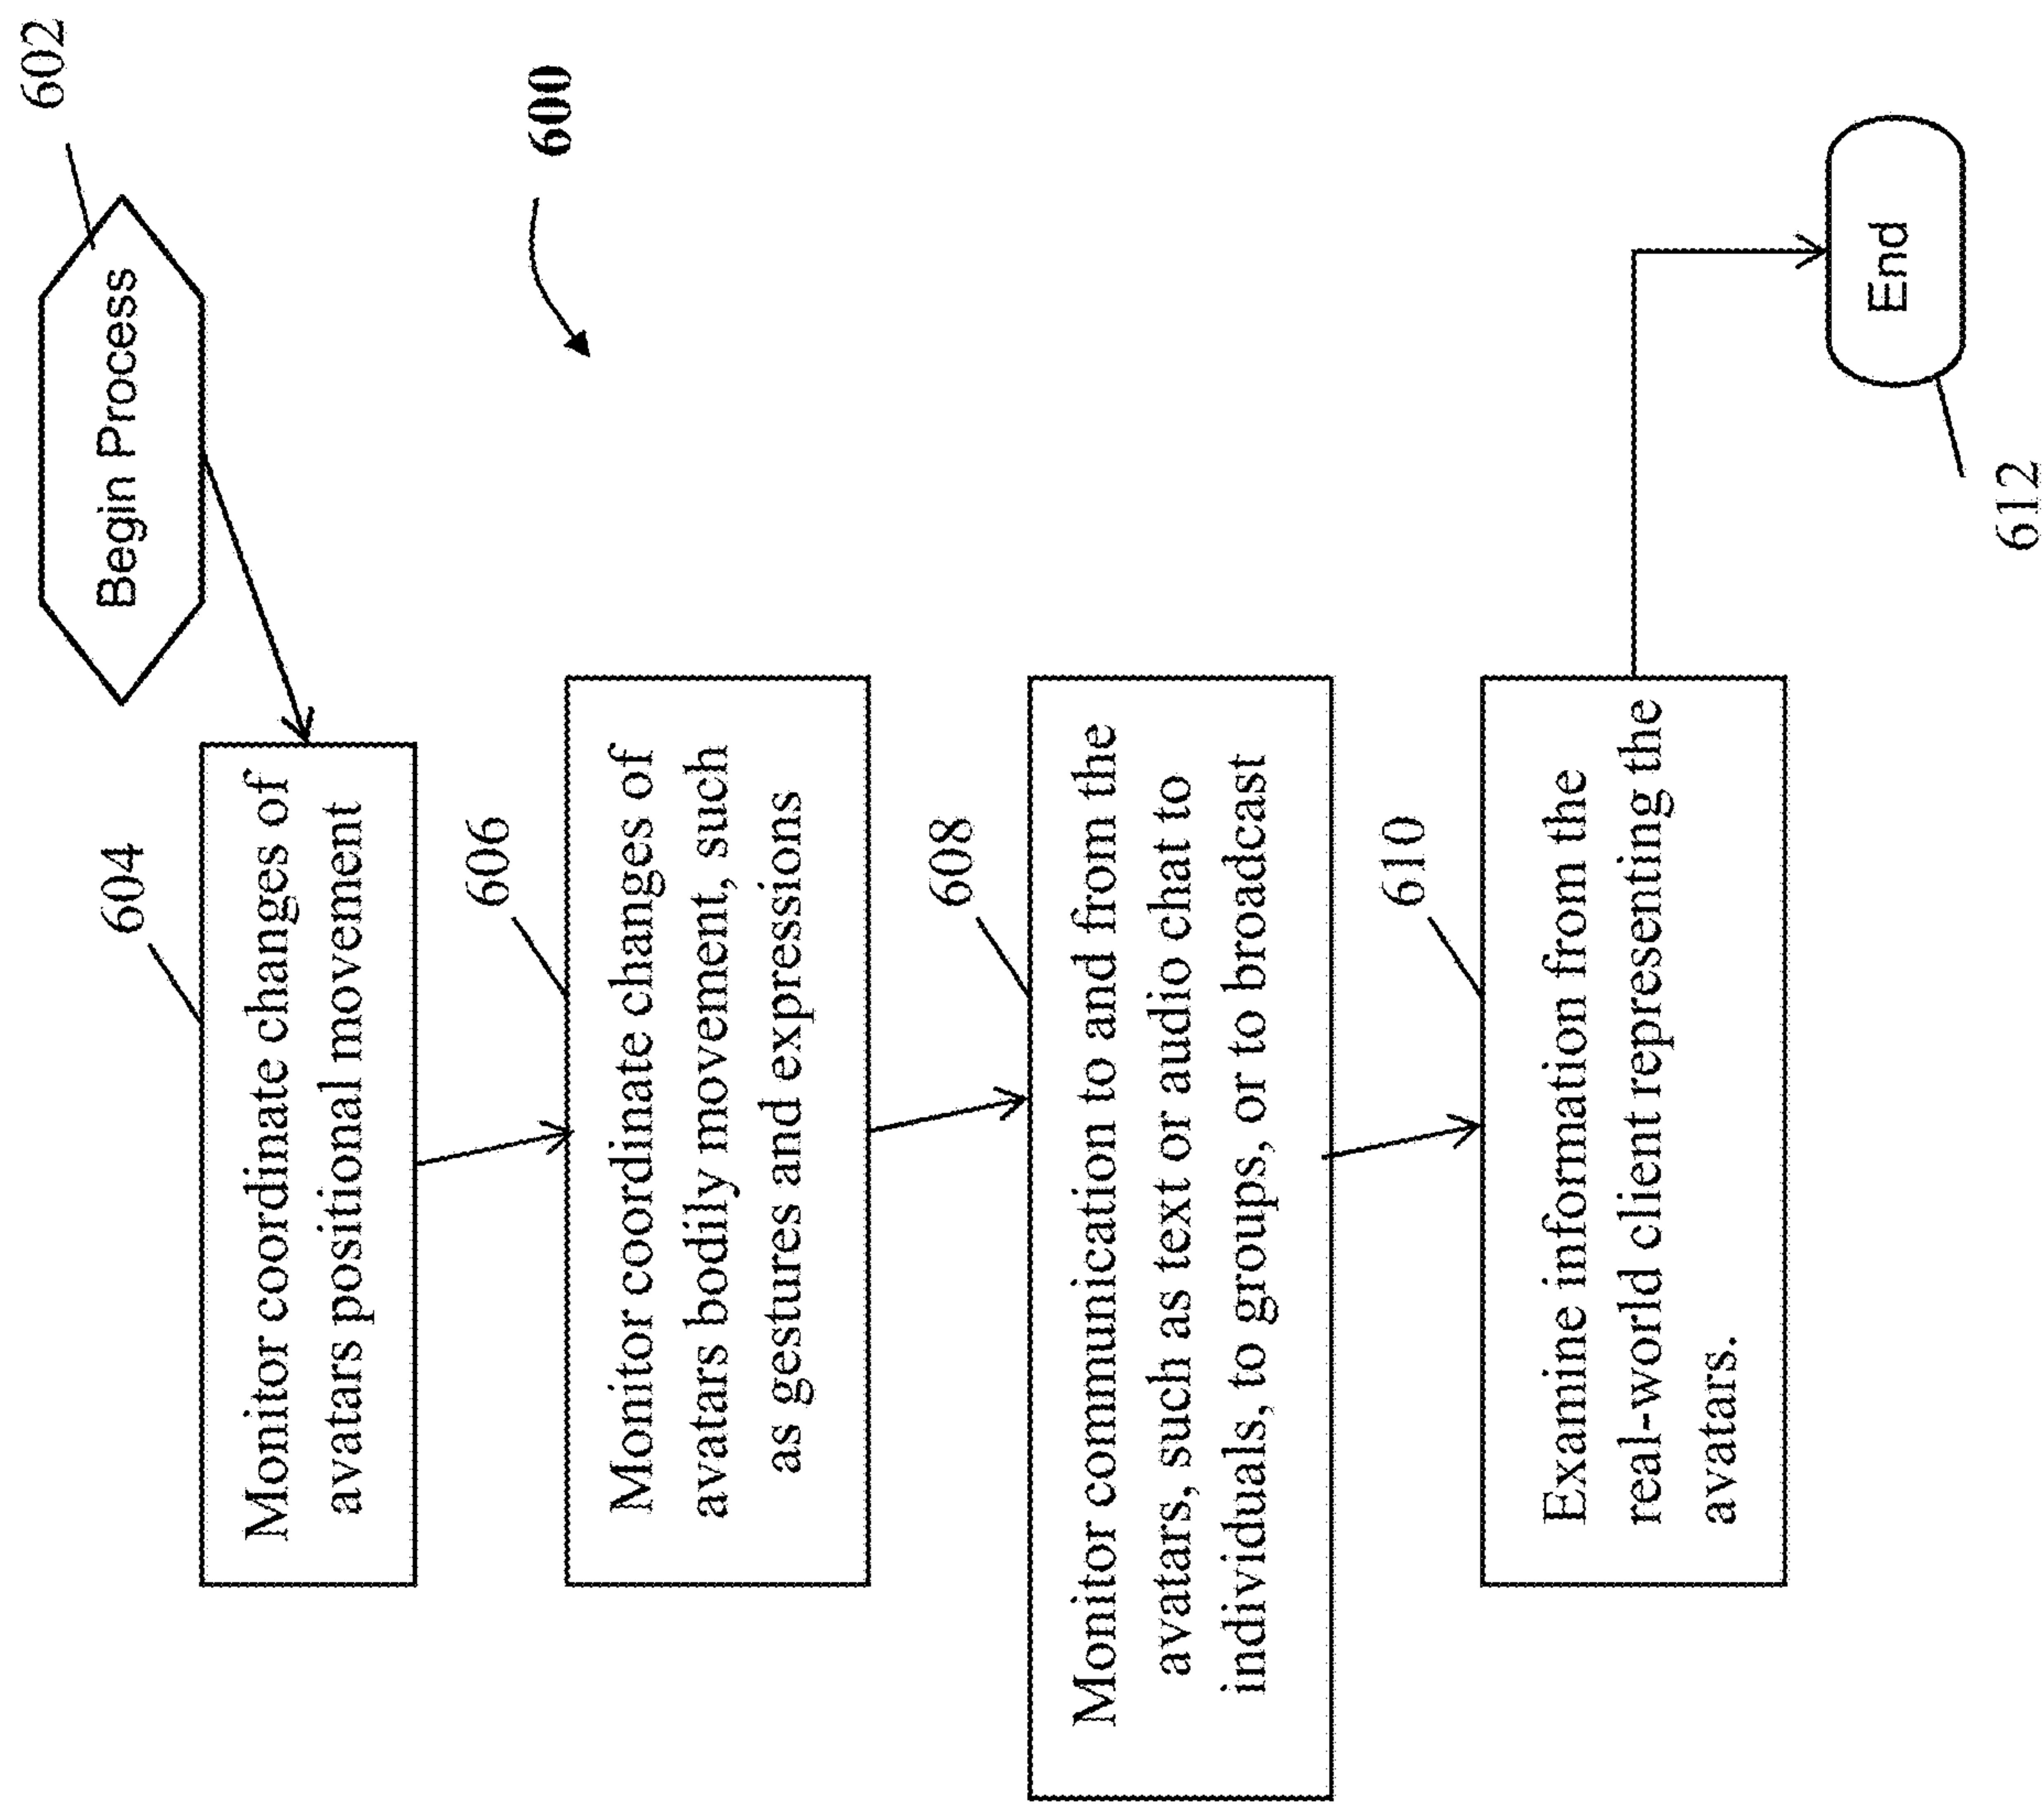 602
Begin Process
600
604
Monitor coordinate changes of
avatars positional movement
606
Monitor coordinate changes of
avatars bodily movement, such
as gestures and expressions
608
Monitor communication to and from the
avatars, such as text or audio chat to
individuals, to groups, or to broadcast
610
Examine information from the
real-world client representing the
avatars.
End
612